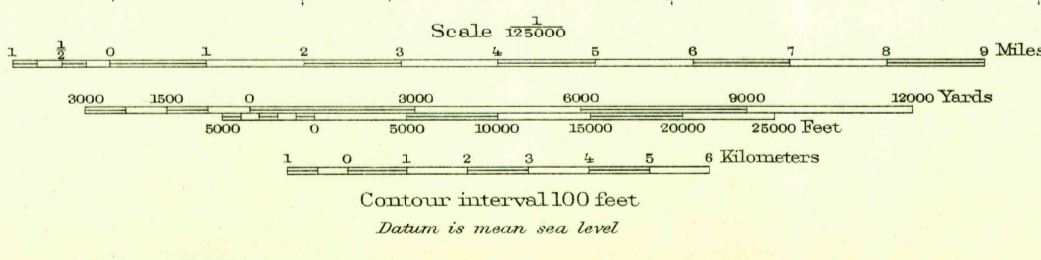 Scale 1/125000
1 1/2 0 1 2 3 4 5 6 7 8 9 Miles
3000 1500 0 3000 6000 9000 12000 Yards
5000 0 5000 10000 15000 20000 25000 Feet
1 0 1 2 3 4 5 6 Kilometers
Contour interval 100 feet
Datum is mean sea level